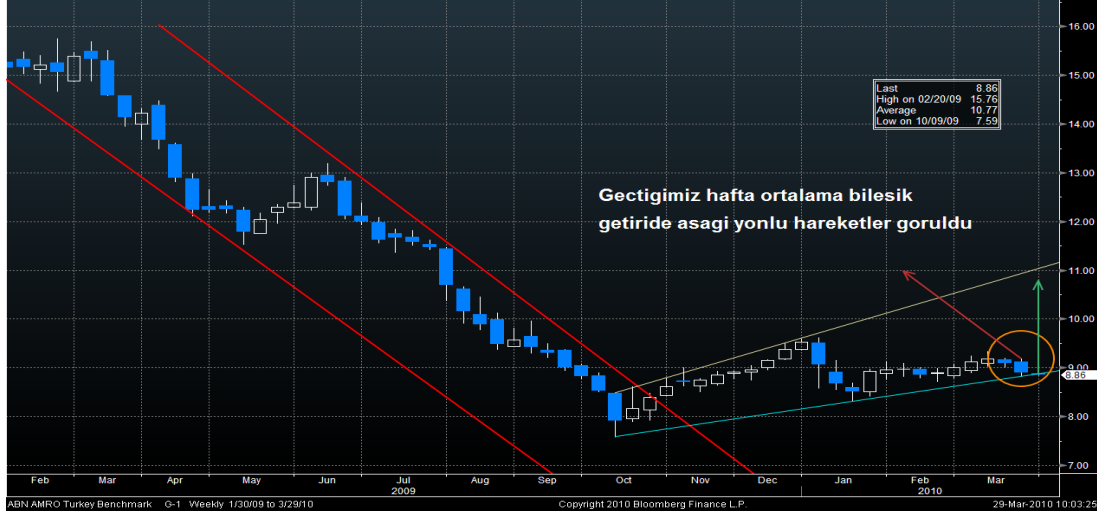 16.00
15.00
14.00
13.00
12.00
11.00
10.00
9.00
8.86
8.00
7.00
Last 8.86
High on 02/20/09 15.76
Average 10.77
Low on 10/09/09 7.59
Gectigimiz hafta ortalama bilesik
getiride asagi yonlu hareketler goruldu
Feb Mar Apr May Jun Jul Aug Sep Oct Nov Dec Jan Feb Mar
2009 2010
ABN AMRO Turkey Benchmark G-1 Weekly 1/30/09 to 3/29/10 Copyright 2010 Bloomberg Finance L.P. 29-Mar-2010 10:03:25